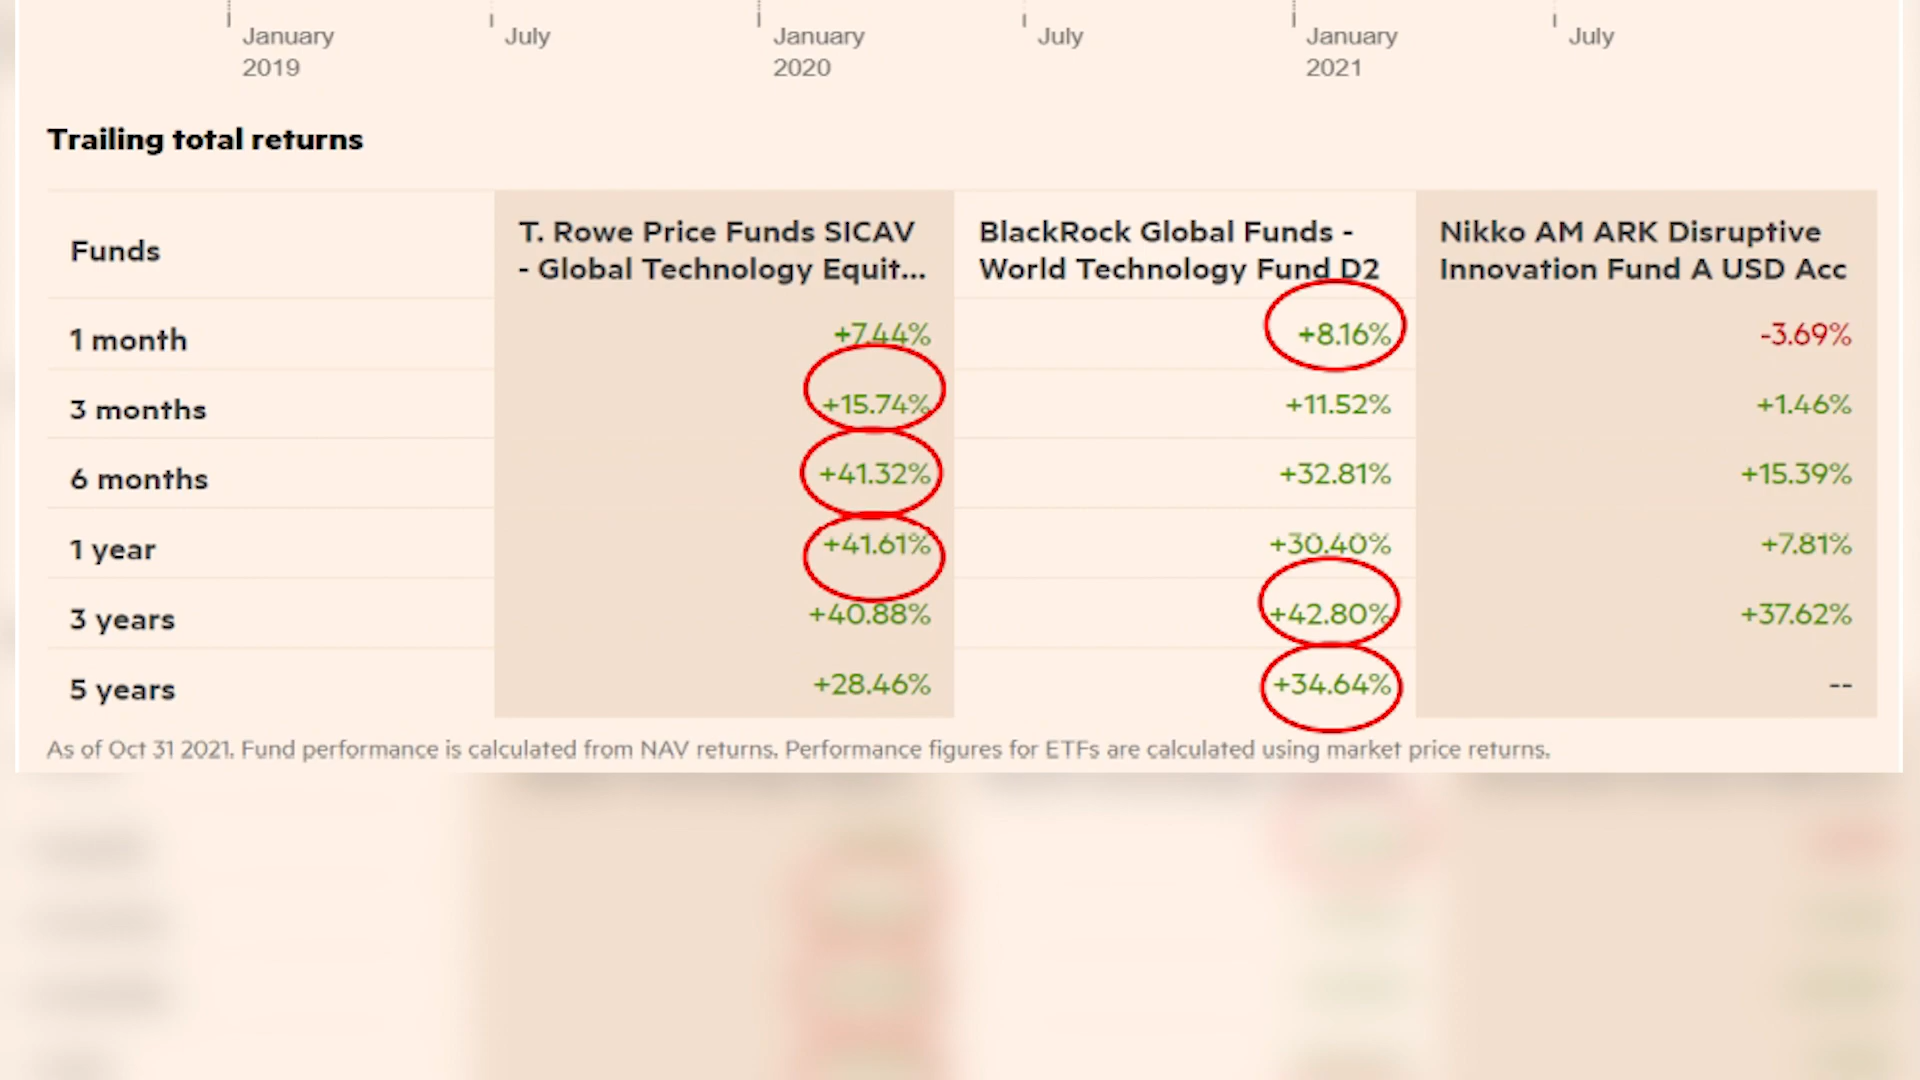 January 2019
July
January 2020
July
January 2021
July
Trailing total returns
Funds
T. Rowe Price Funds SICAV
- Global Technology Equit...
BlackRock Global Funds -
World Technology Fund D2
Nikko AM ARK Disruptive
Innovation Fund A USD Acc
1 month +7.44% +8.16% -3.69%
3 months +15.74% +11.52% +1.46%
6 months +41.32% +32.81% +15.39%
1 year +41.61% +30.40% +7.81%
3 years +40.88% +42.80% +37.62%
5 years +28.46% +34.64% --
As of Oct 31 2021. Fund performance is calculated from NAV returns. Performance figures for ETFs are calculated using market price returns.